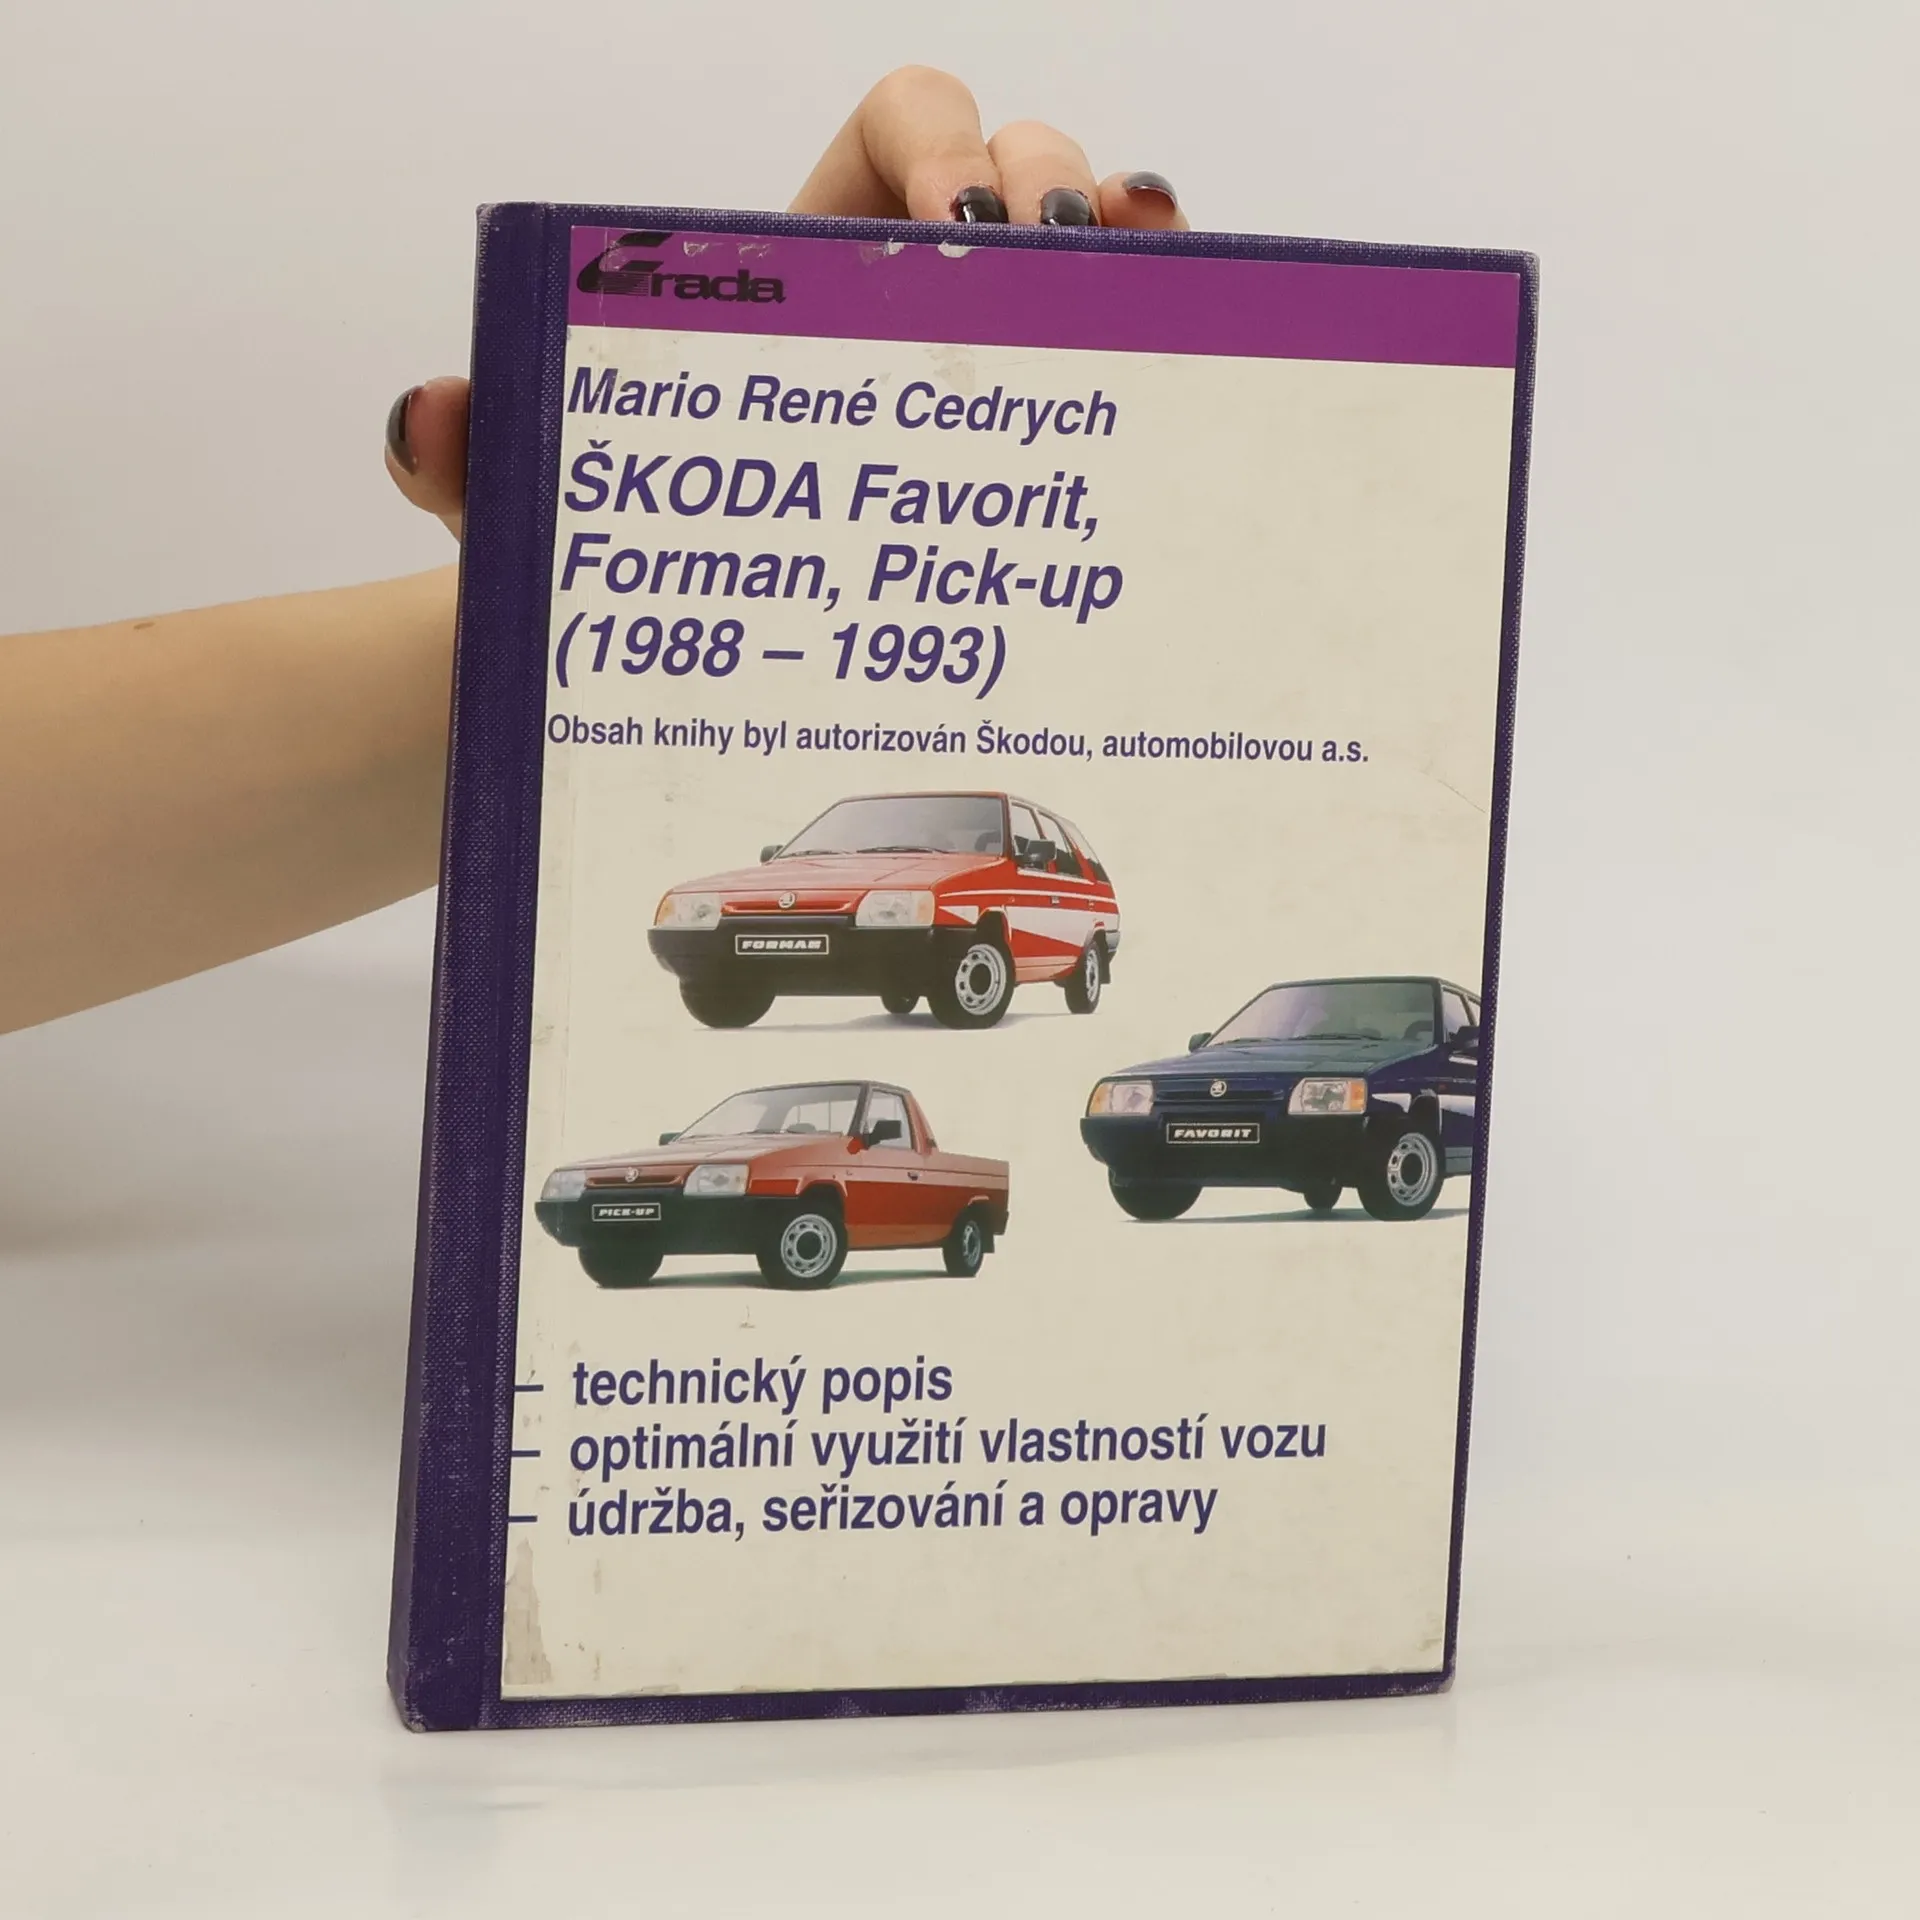 Grada
Mario René Cedrych
ŠKODA Favorit,
Forman, Pick-up
(1988 – 1993)
Obsah knihy byl autorizován Škodou, automobilovou a.s.
FORMAN
FAVORIT
PICK-UP
– technický popis
– optimální využití vlastností vozu
– údržba, seřizování a opravy